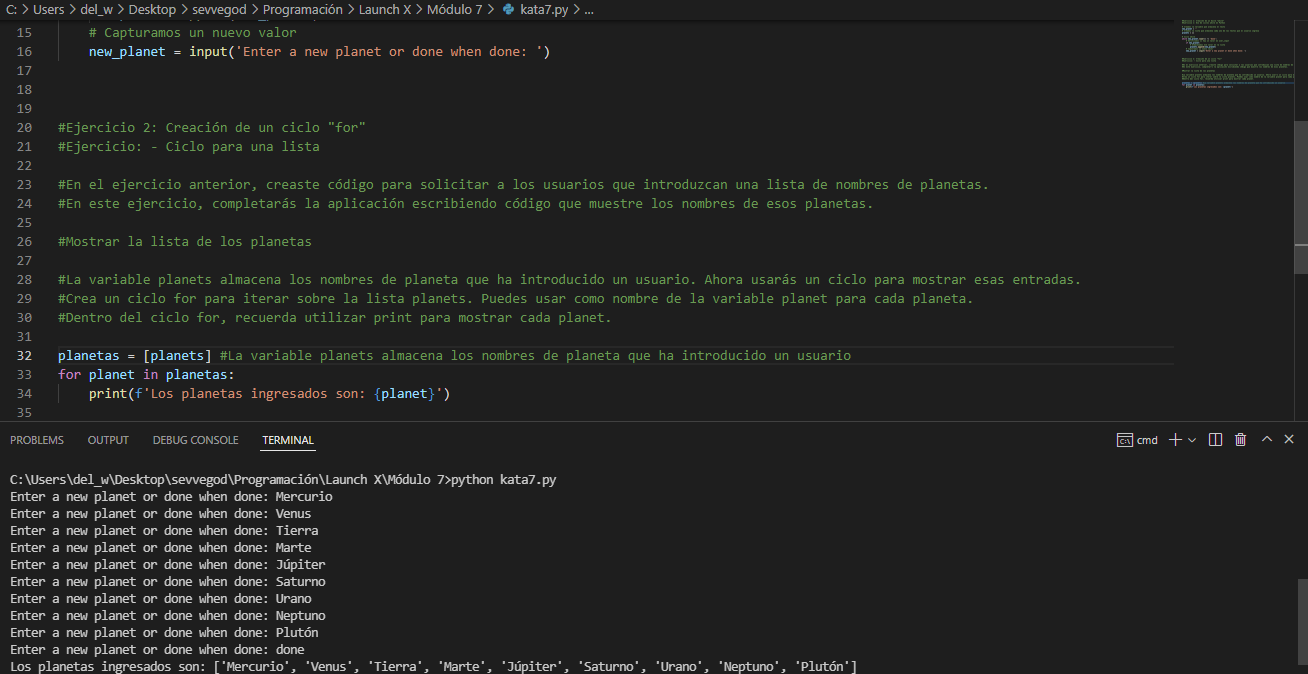 C: > Users > del_w > Desktop > sevvegod > Programación > Launch X > Módulo 7 > kata7.py > ...
15 # Capturamos un nuevo valor
16 new_planet = input('Enter a new planet or done when done: ')
17
18
19
20 #Ejercicio 2: Creación de un ciclo "for"
21 #Ejercicio: - Ciclo para una lista
22
23 #En el ejercicio anterior, creaste código para solicitar a los usuarios que introduzcan una lista de nombres de planetas.
24 #En este ejercicio, completarás la aplicación escribiendo código que muestre los nombres de esos planetas.
25
26 #Mostrar la lista de los planetas
27
28 #La variable planets almacena los nombres de planeta que ha introducido un usuario. Ahora usarás un ciclo para mostrar esas entradas.
29 #Crea un ciclo for para iterar sobre la lista planets. Puedes usar como nombre de la variable planet para cada planeta.
30 #Dentro del ciclo for, recuerda utilizar print para mostrar cada planet.
31
32 planetas = [planets] #La variable planets almacena los nombres de planeta que ha introducido un usuario
33 for planet in planetas:
34 print(f'Los planetas ingresados son: {planet}')
35
PROBLEMS OUTPUT DEBUG CONSOLE TERMINAL cmd
C:\Users\del_w\Desktop\sevvegod\Programación\Launch X\Módulo 7>python kata7.py
Enter a new planet or done when done: Mercurio
Enter a new planet or done when done: Venus
Enter a new planet or done when done: Tierra
Enter a new planet or done when done: Marte
Enter a new planet or done when done: Júpiter
Enter a new planet or done when done: Saturno
Enter a new planet or done when done: Urano
Enter a new planet or done when done: Neptuno
Enter a new planet or done when done: Plutón
Enter a new planet or done when done: done
Los planetas ingresados son: ['Mercurio', 'Venus', 'Tierra', 'Marte', 'Júpiter', 'Saturno', 'Urano', 'Neptuno', 'Plutón']